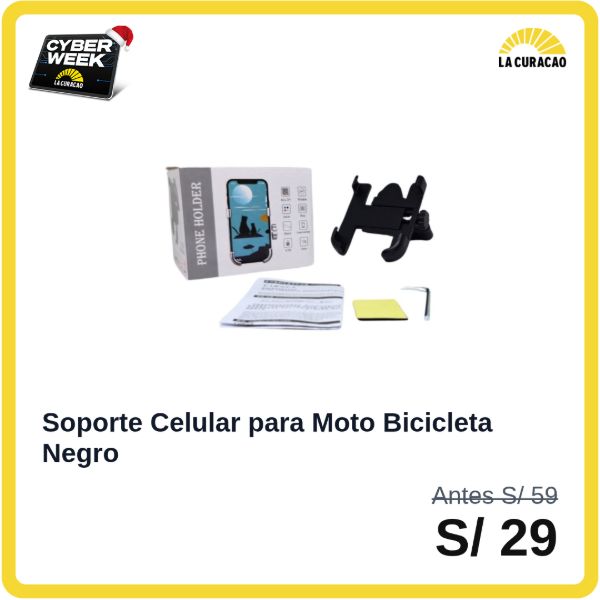 CYBER
WEEK
LA CURACAO
LA CURACAO
PHONE HOLDER
Soporte Celular para Moto Bicicleta
Negro
Antes S/ 59
S/ 29